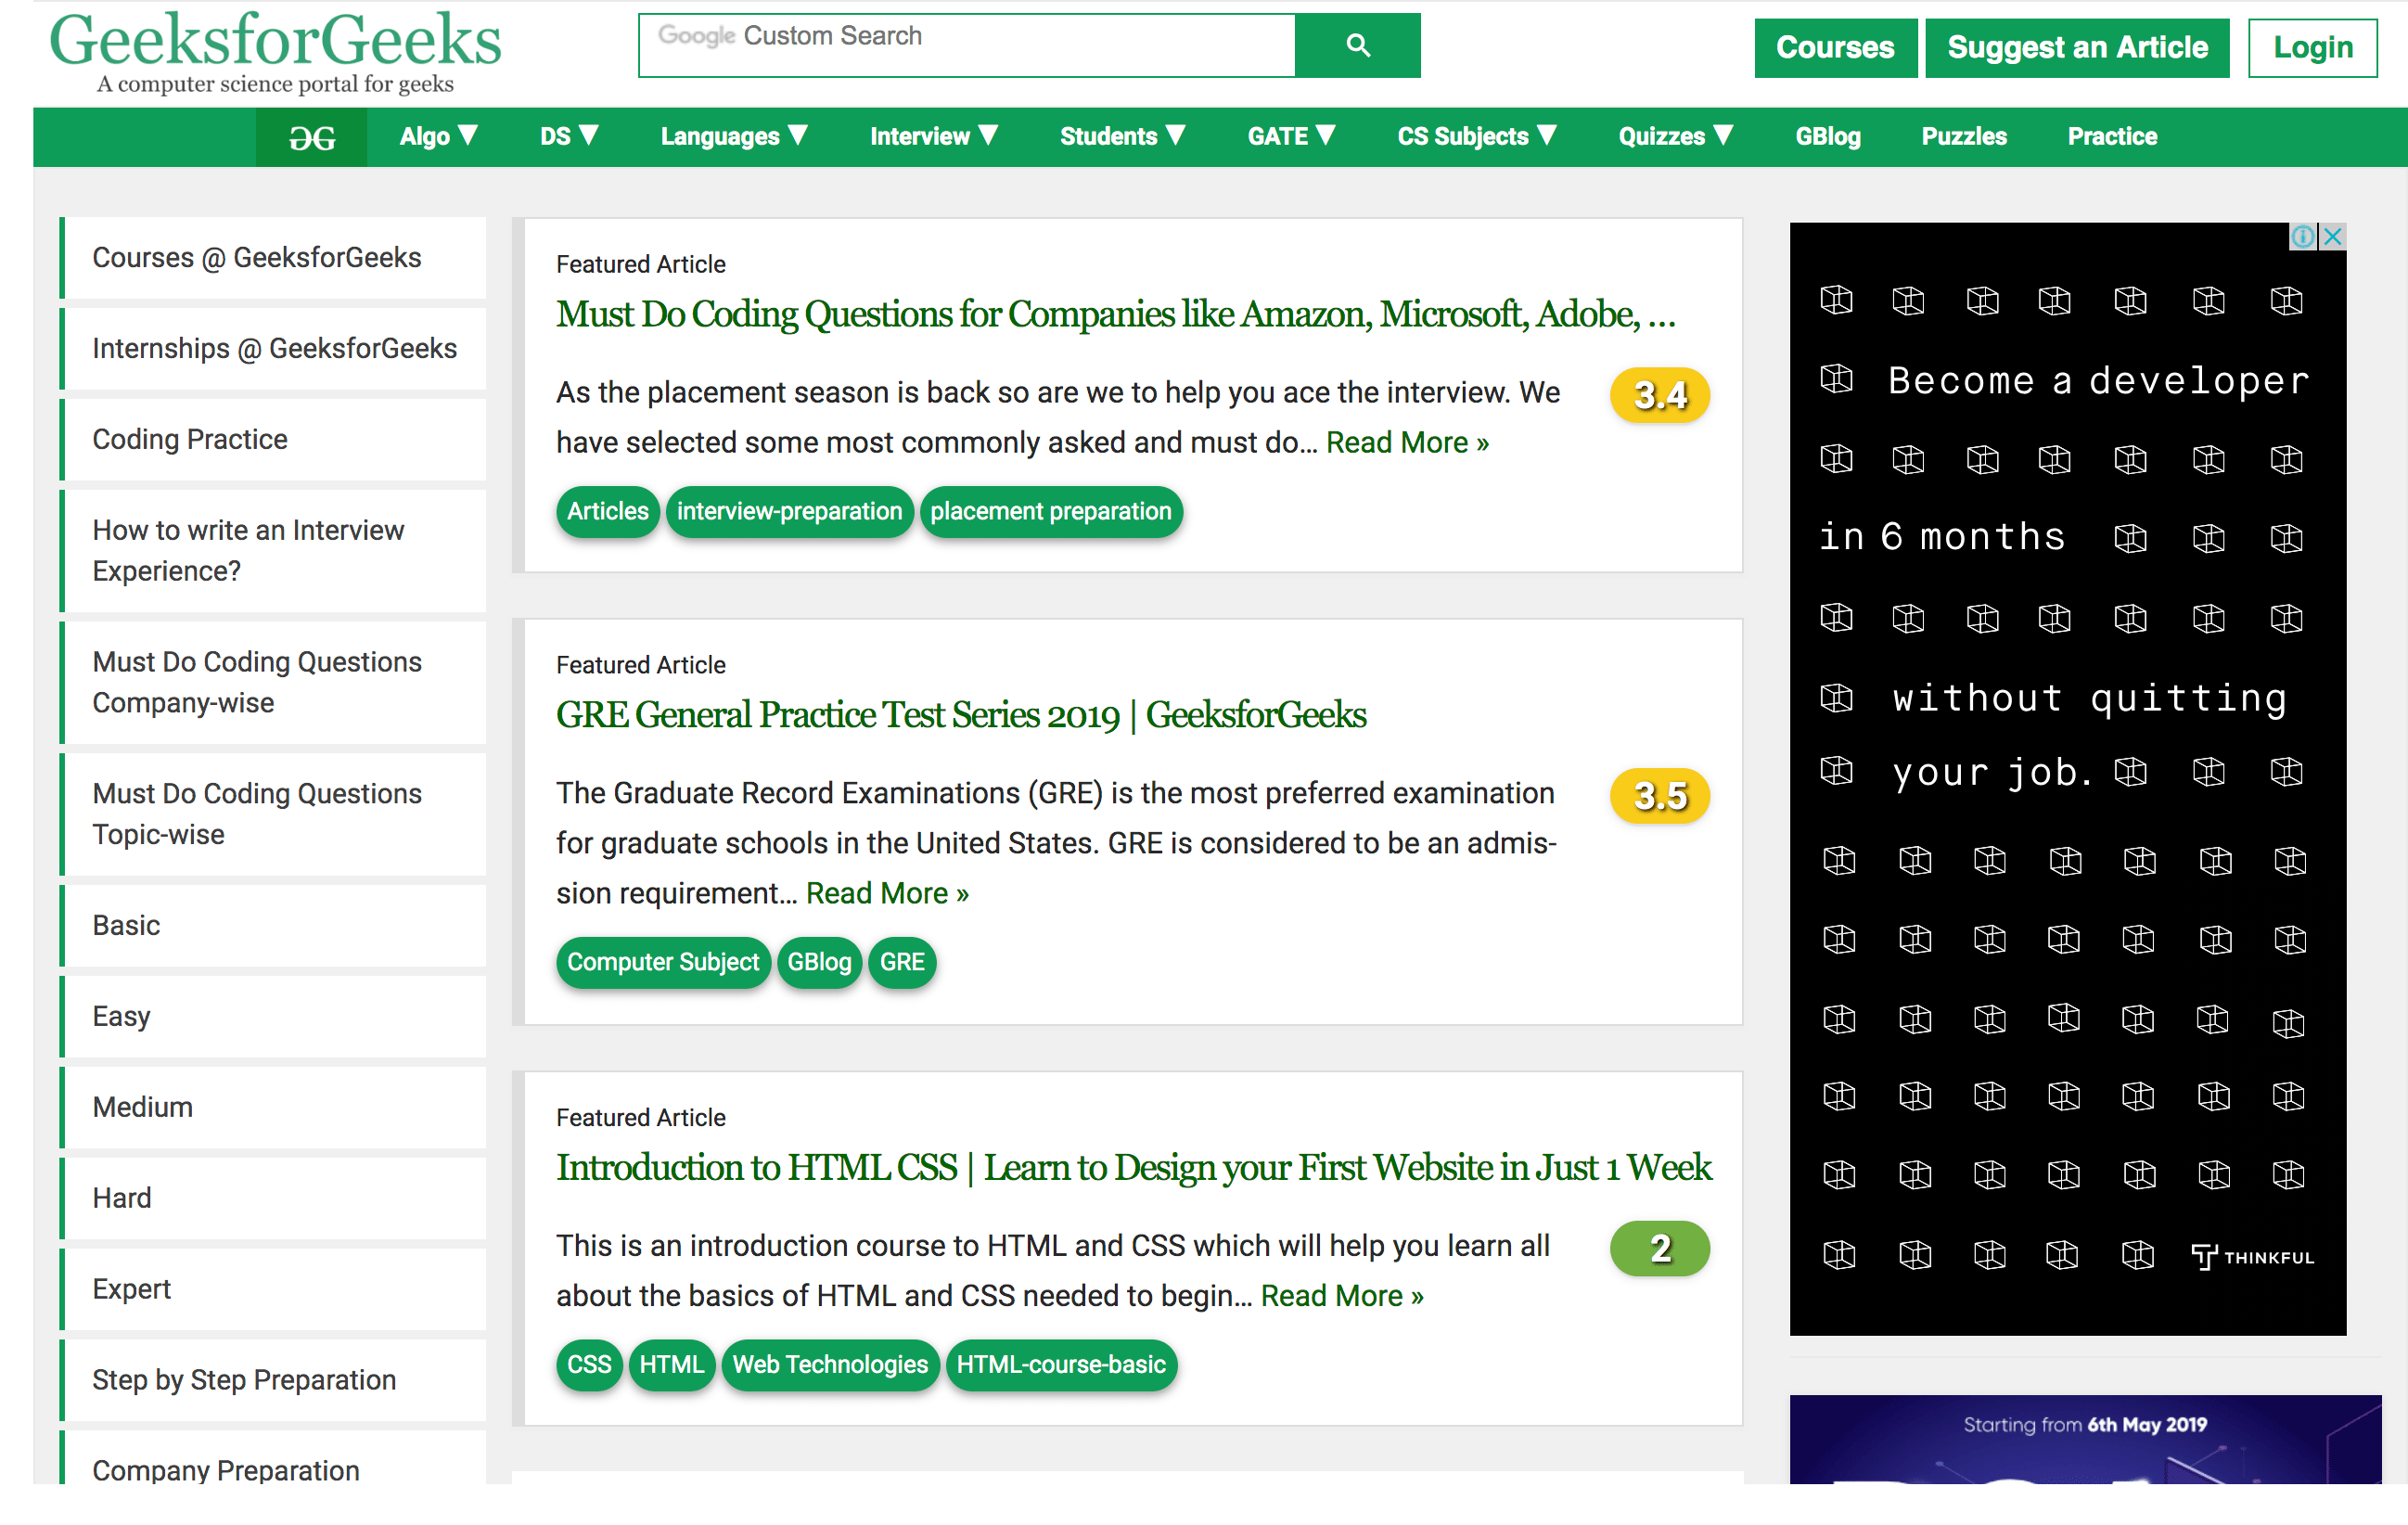 GeeksforGeeks
A computer science portal for geeks
Google Custom Search
Courses
Suggest an Article
Login
Algo ▼
DS ▼
Languages ▼
Interview ▼
Students ▼
GATE ▼
CS Subjects ▼
Quizzes ▼
GBlog
Puzzles
Practice
Courses @ GeeksforGeeks
Internships @ GeeksforGeeks
Coding Practice
How to write an Interview
Experience?
Must Do Coding Questions
Company-wise
Must Do Coding Questions
Topic-wise
Basic
Easy
Medium
Hard
Expert
Step by Step Preparation
Company Preparation
Featured Article
Must Do Coding Questions for Companies like Amazon, Microsoft, Adobe, ...
As the placement season is back so are we to help you ace the interview. We
have selected some most commonly asked and must do... Read More »
3.4
Articles
interview-preparation
placement preparation
Featured Article
GRE General Practice Test Series 2019 | GeeksforGeeks
The Graduate Record Examinations (GRE) is the most preferred examination
for graduate schools in the United States. GRE is considered to be an admis-
sion requirement... Read More »
3.5
Computer Subject
GBlog
GRE
Featured Article
Introduction to HTML CSS | Learn to Design your First Website in Just 1 Week
This is an introduction course to HTML and CSS which will help you learn all
about the basics of HTML and CSS needed to begin... Read More »
2
CSS
HTML
Web Technologies
HTML-course-basic
Become a developer
in 6 months
without quitting
your job.
THINKFUL
Starting from 6th May 2019